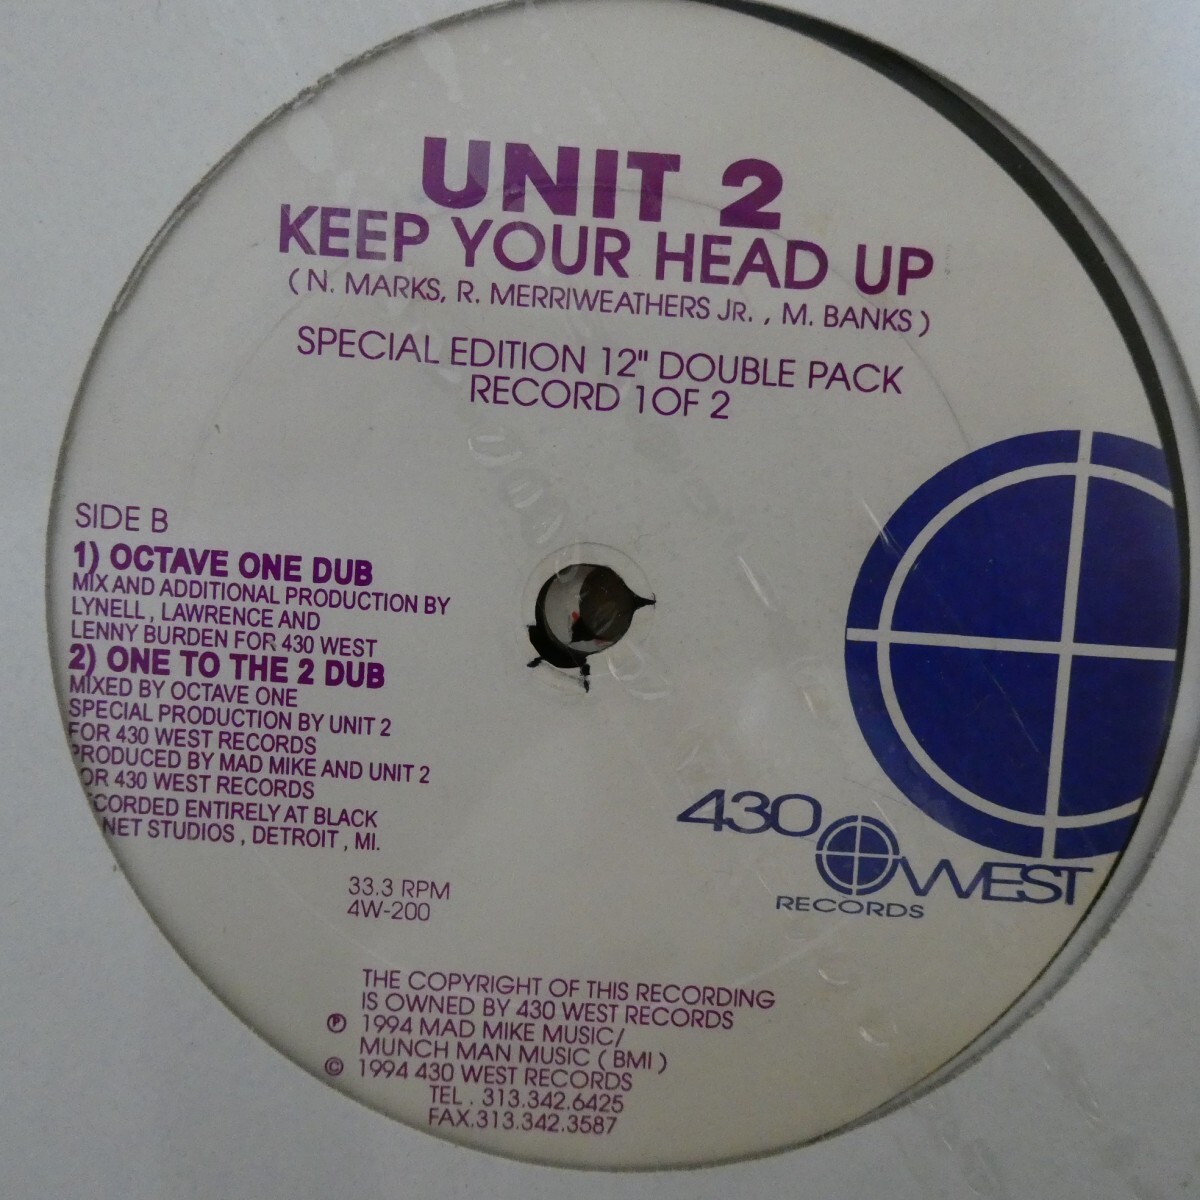 UNIT 2
KEEP YOUR HEAD UP
( N. MARKS, R. MERRIWEATHERS JR. , M. BANKS )
SPECIAL EDITION 12" DOUBLE PACK
RECORD 1OF 2
SIDE B
1) OCTAVE ONE DUB
MIX AND ADDITIONAL PRODUCTION BY
LYNELL, LAWRENCE AND
LENNY BURDEN FOR 430 WEST
2) ONE TO THE 2 DUB
MIXED BY OCTAVE ONE
SPECIAL PRODUCTION BY UNIT 2
FOR 430 WEST RECORDS
PRODUCED BY MAD MIKE AND UNIT 2
OR 430 WEST RECORDS
CORDED ENTIRELY AT BLACK
NET STUDIOS , DETROIT , MI.
430 WEST
RECORDS
33.3 RPM
4W-200
THE COPYRIGHT OF THIS RECORDING
IS OWNED BY 430 WEST RECORDS
℗ 1994 MAD MIKE MUSIC/
MUNCH MAN MUSIC ( BMI )
© 1994 430 WEST RECORDS
TEL . 313.342.6425
FAX.313.342.3587